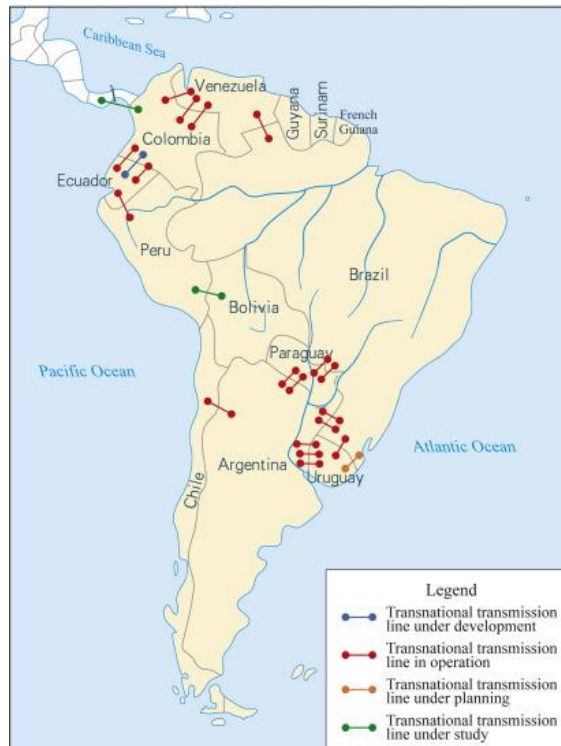 Caribbean Sea
Venezuela
Guyana
Surinam
French
Guiana
Colombia
Ecuador
Peru
Brazil
Bolivia
Pacific Ocean
Paraguay
Atlantic Ocean
Argentina
Uruguay
Chile
Legend
Transnational transmission
line under development
Transnational transmission
line in operation
Transnational transmission
line under planning
Transnational transmission
line under study